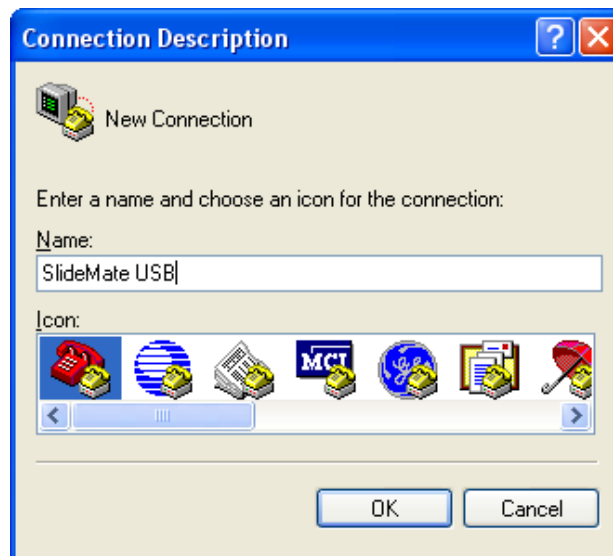 Connection Description
New Connection
Enter a name and choose an icon for the connection:
Name:
SlideMate USB
Icon:
MCI
OK Cancel